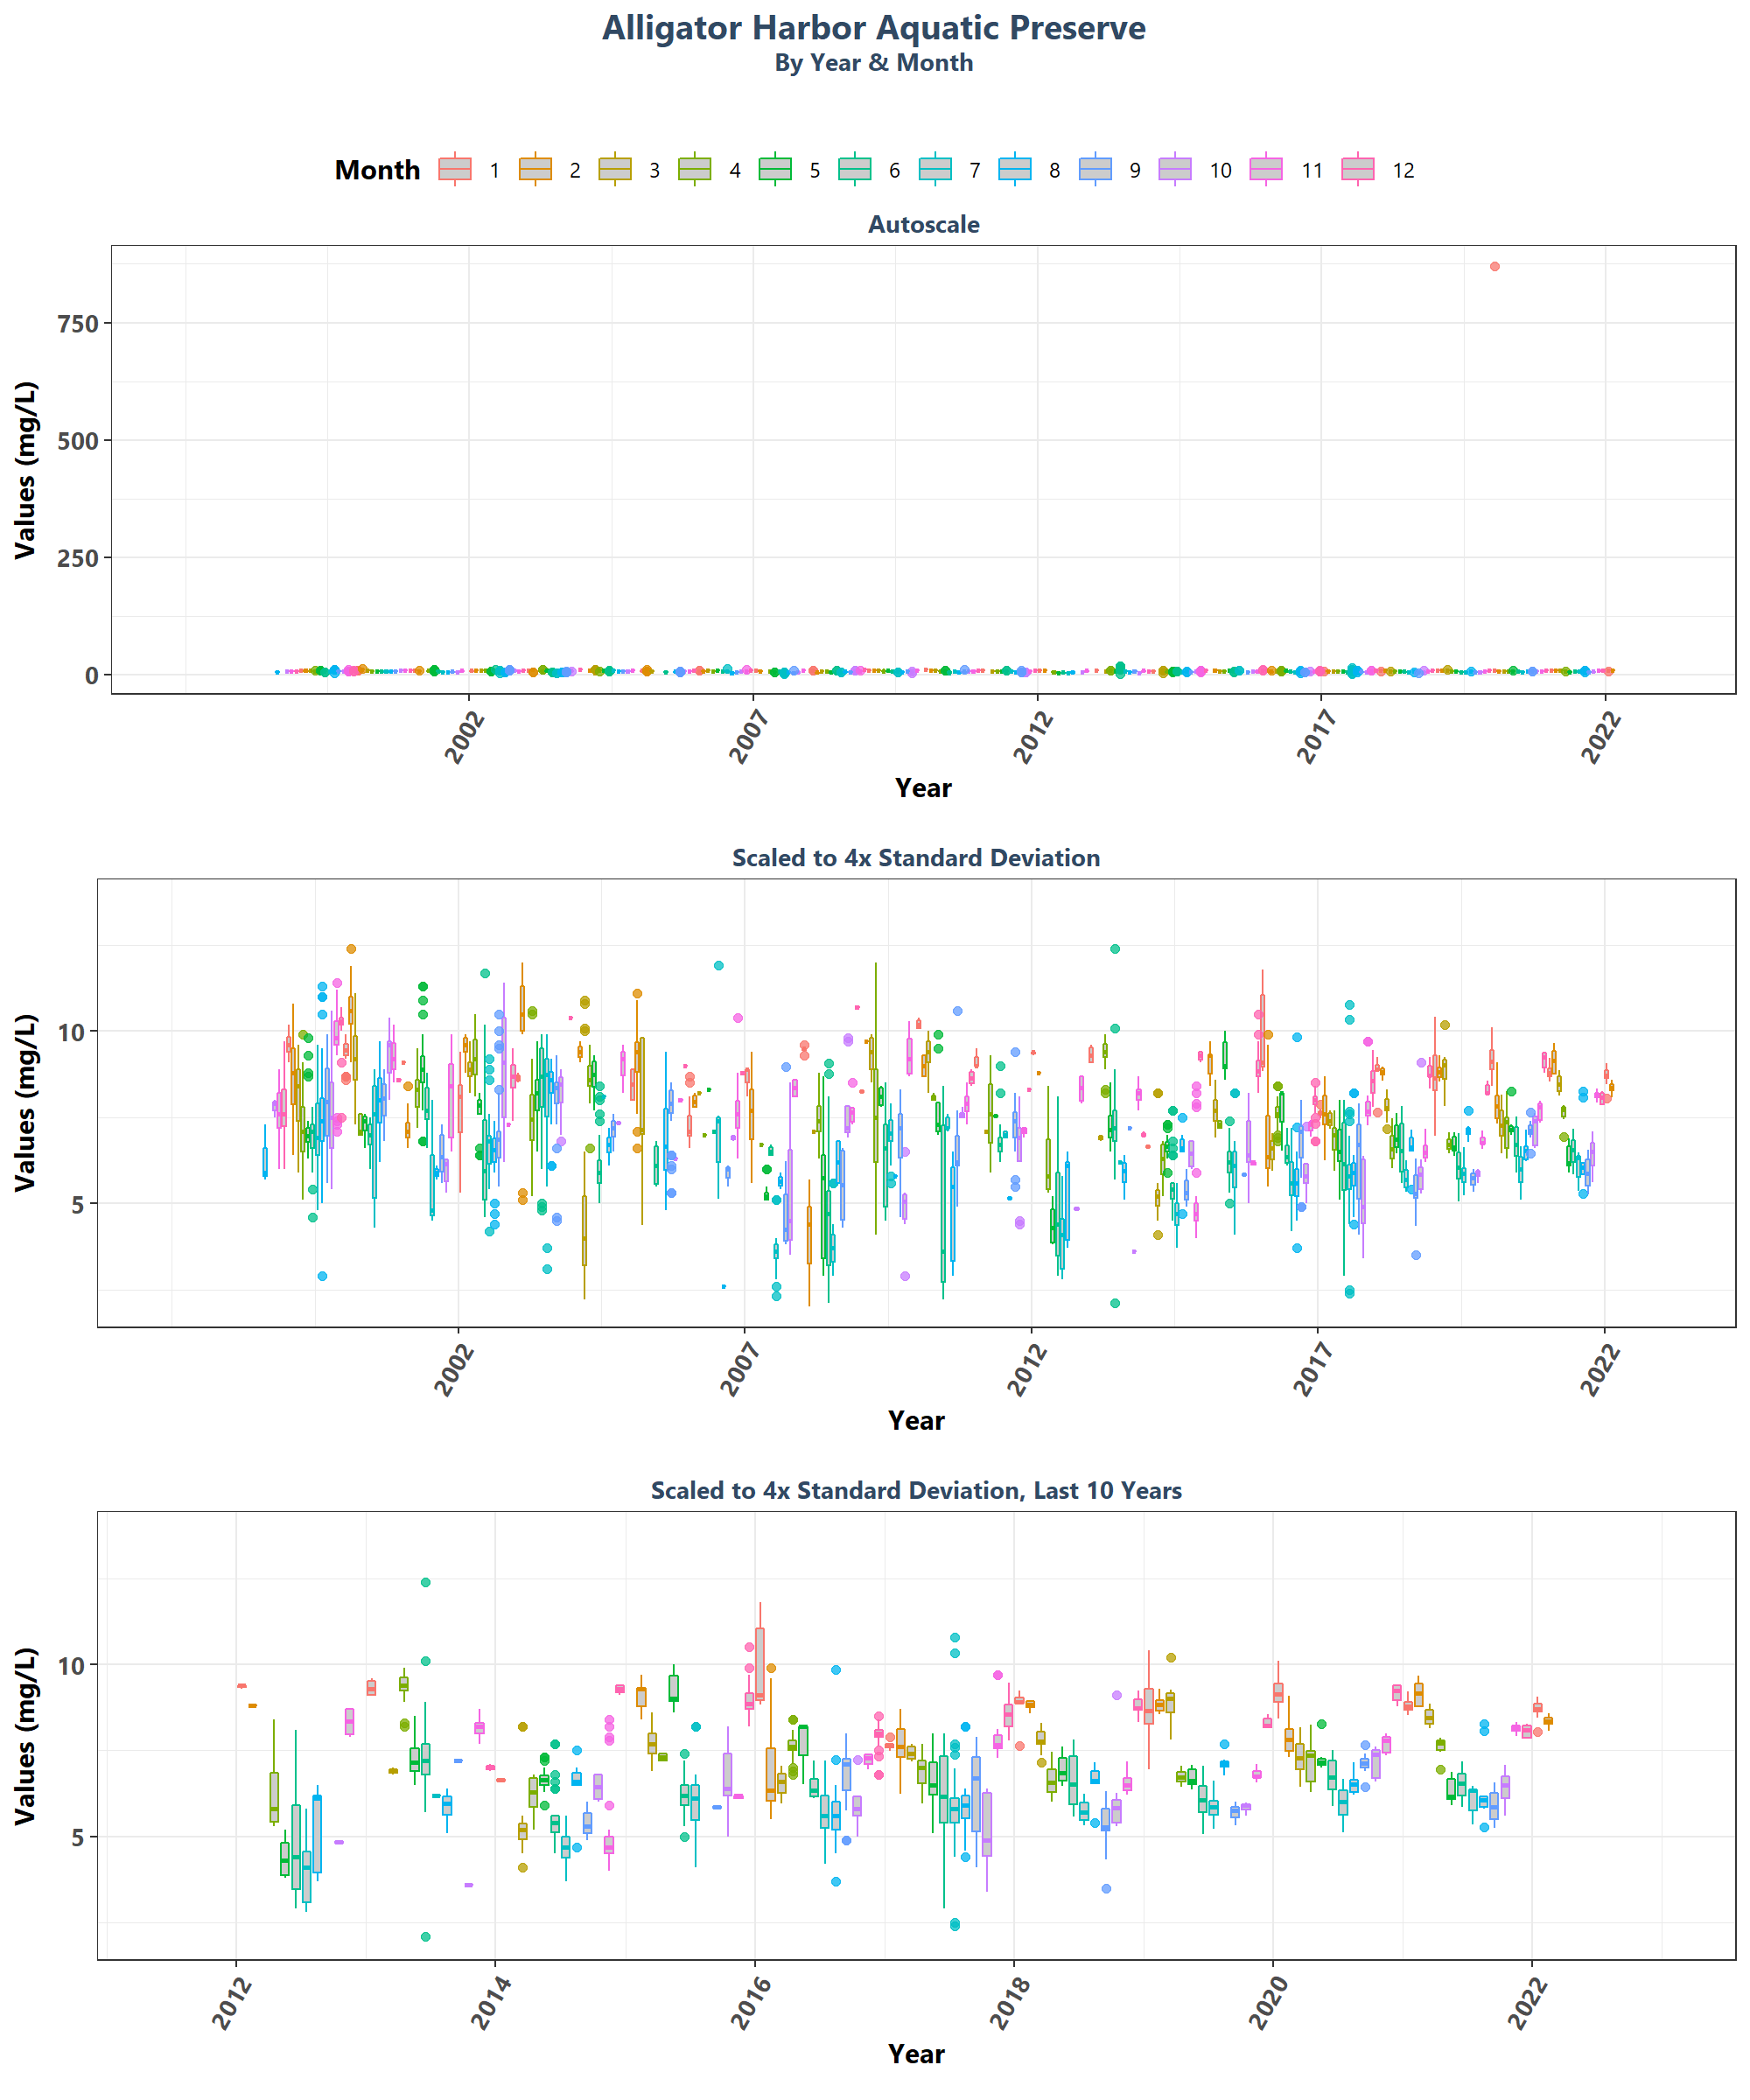 Alligator Harbor Aquatic Preserve
By Year & Month
Month 1 2 3 4 5 6 7 8 9 10 11 12
Autoscale
Values (mg/L)
750
500
250
0
2002 2007 2012 2017 2022
Year
Scaled to 4x Standard Deviation
Values (mg/L)
10
5
2002 2007 2012 2017 2022
Year
Scaled to 4x Standard Deviation, Last 10 Years
Values (mg/L)
10
5
2012 2014 2016 2018 2020 2022
Year